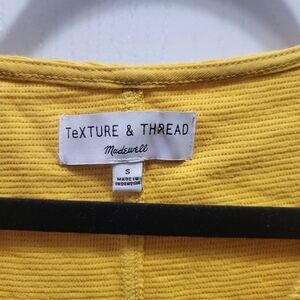 TeXTURE & THREAD
Madewell
S
MADE IN
INDONESIA